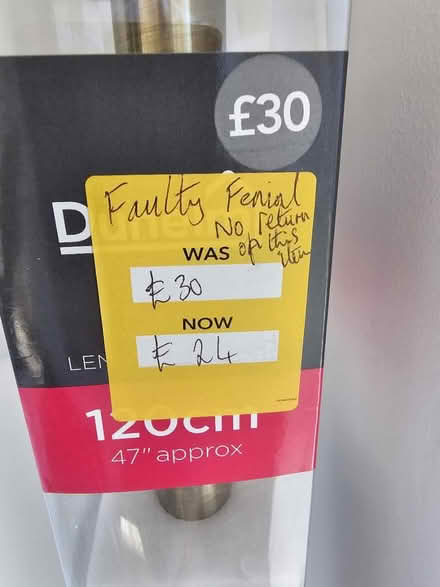 £30
Faulty Fenial
No return
of this
item
WAS
£30
NOW
£ 24
120cm
47" approx